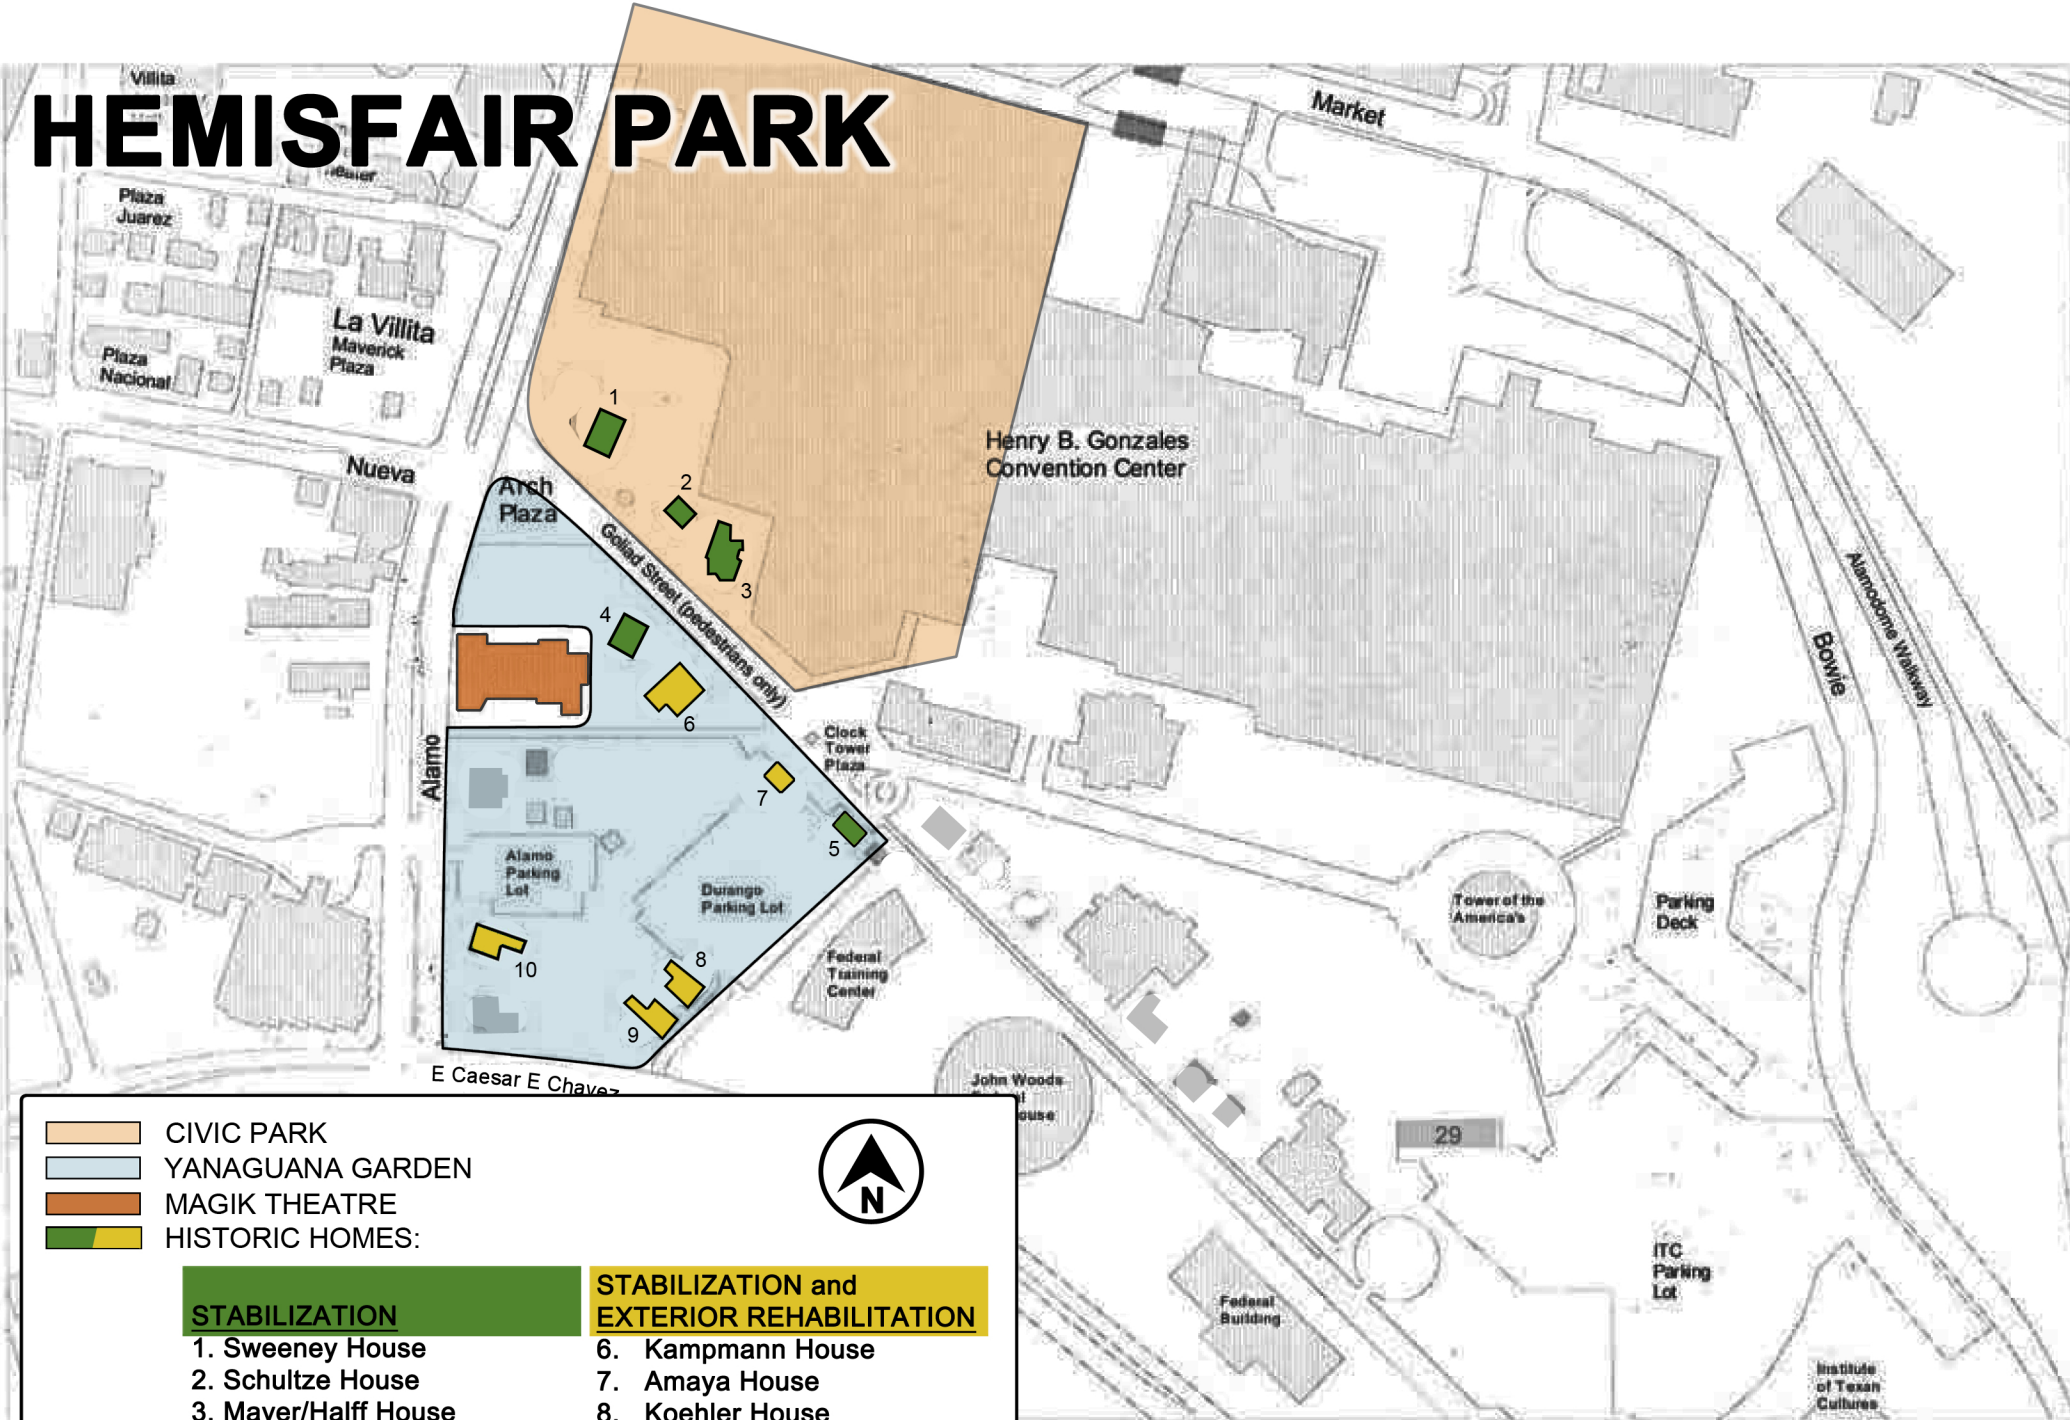 Villita
HEMISFAIR PARK
Market
Plaza
Juarez
La Villita
Maverick
Plaza
Plaza
Nacional
1
Henry B. Gonzales
Convention Center
Nueva
Arch
Plaza
2
Goliad Street (pedestrians only)
3
4
6
Alamodome Walkway
Bowie
Clock
Tower
Plaza
Alamo
7
5
Alamo
Parking
Lot
Durango
Parking Lot
Tower of the
America's
Parking
Deck
10
8
Federal
Training
Center
9
E Caesar E Chavez
John Woods
29
CIVIC PARK
YANAGUANA GARDEN
MAGIK THEATRE
HISTORIC HOMES:
N
ITC
Parking
Lot
Federal
Building
STABILIZATION
STABILIZATION and
EXTERIOR REHABILITATION
1. Sweeney House
2. Schultze House
3. Mayer/Halff House
6. Kampmann House
7. Amaya House
8. Koehler House
Institute
of Texan
Cultures